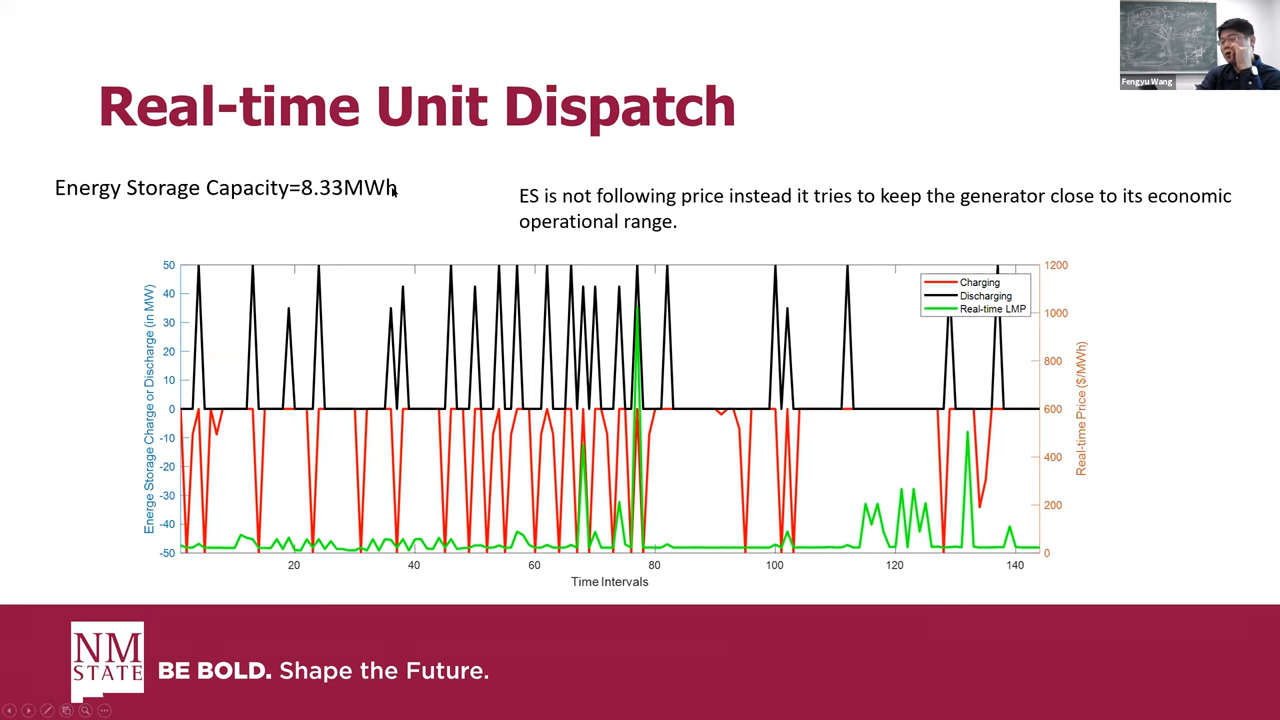 Fengyu Wang
Real-time Unit Dispatch
Energy Storage Capacity=8.33MWh
ES is not following price instead it tries to keep the generator close to its economic
operational range.
50
40
30
20
10
0
-10
-20
-30
-40
-50
Energe Storage Charge or Discharge (in MW)
1200
1000
800
600
400
200
0
Real-time Price ($/MWh)
Charging
Discharging
Real-time LMP
20
40
60
80
100
120
140
Time Intervals
NM
STATE
BE BOLD. Shape the Future.